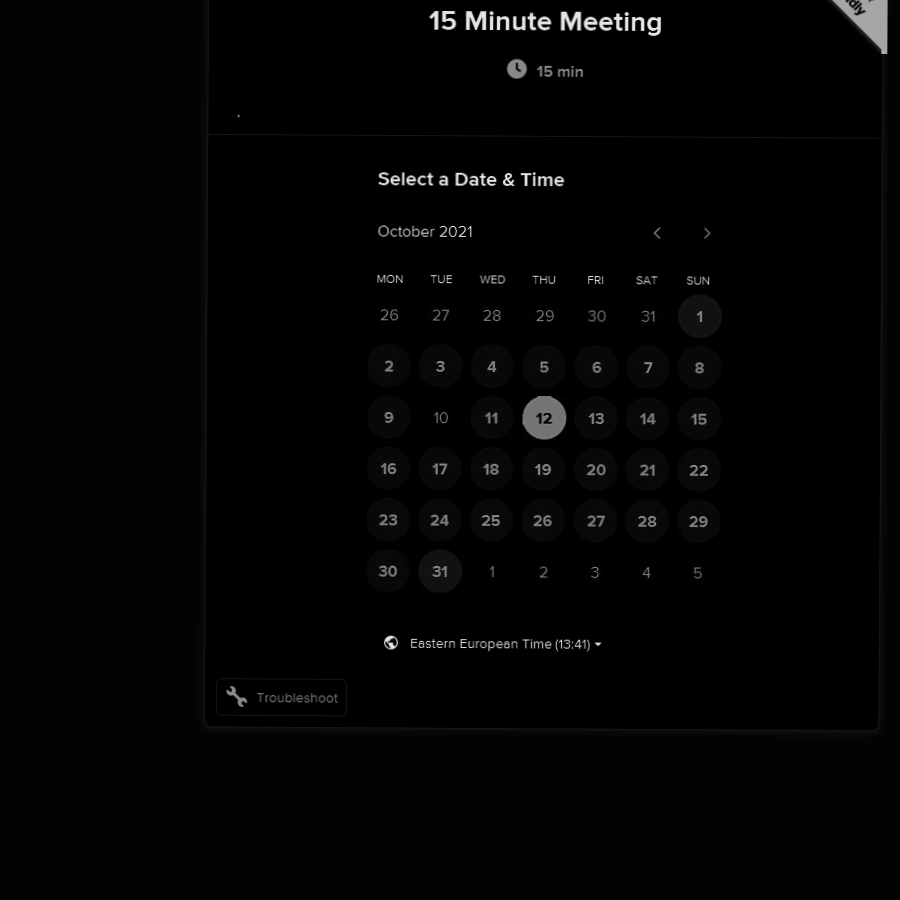 15 Minute Meeting
15 min
Select a Date & Time
October 2021
MON TUE WED THU FRI SAT SUN
26 27 28 29 30 31 1
2 3 4 5 6 7 8
9 10 11 12 13 14 15
16 17 18 19 20 21 22
23 24 25 26 27 28 29
30 31 1 2 3 4 5
Eastern European Time (13:41)
Troubleshoot